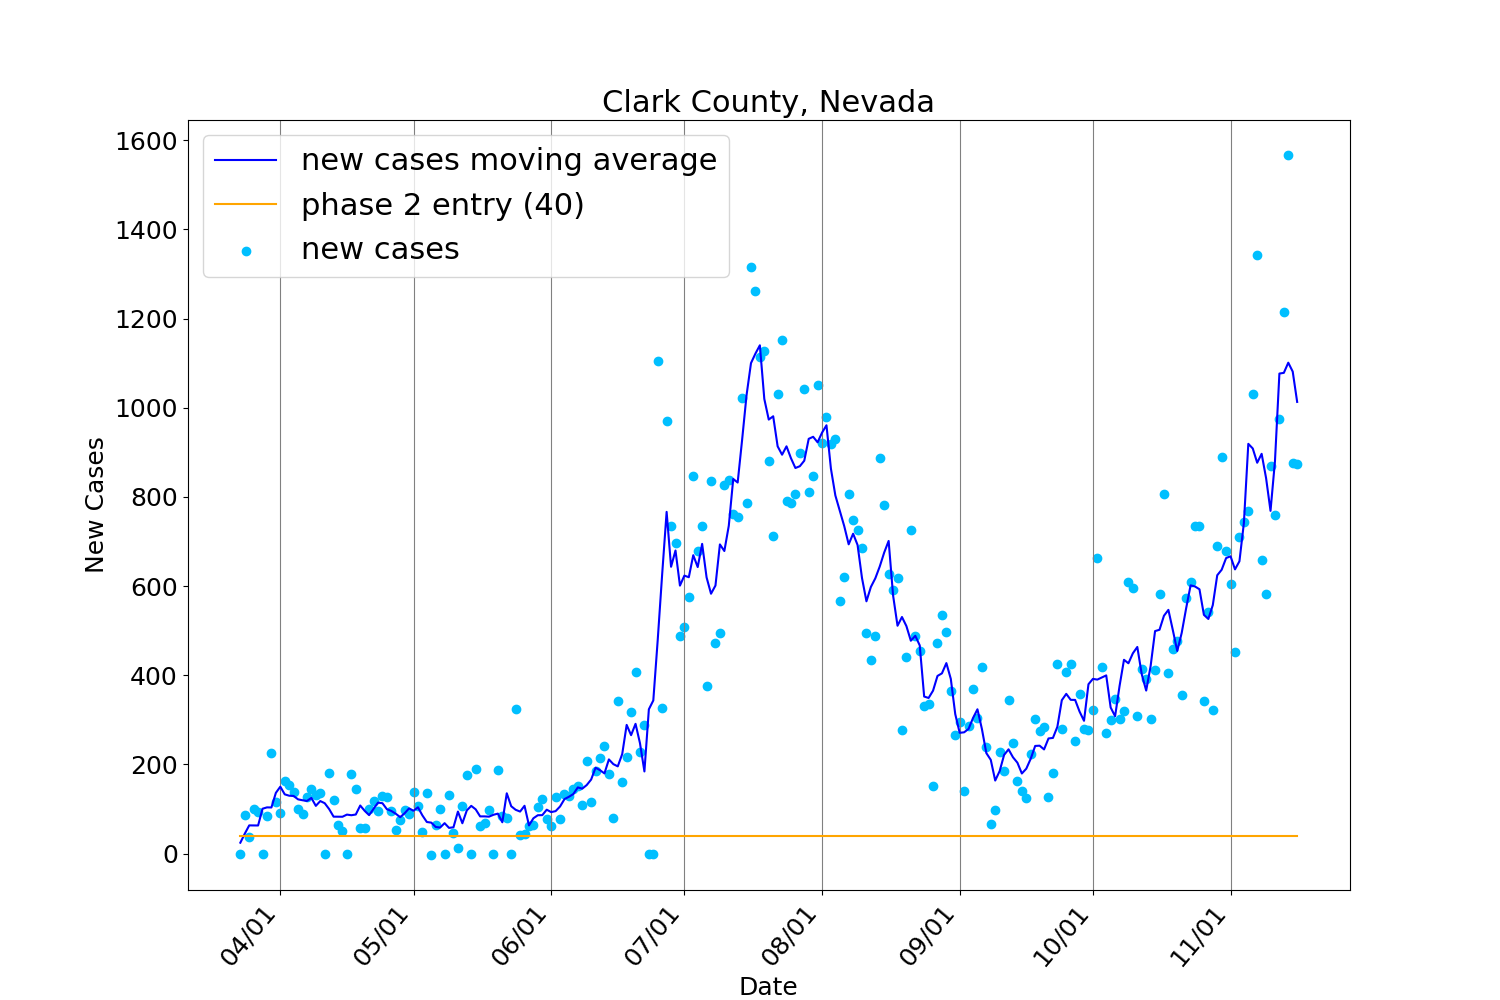 Clark County, Nevada
new cases moving average
phase 2 entry (40)
new cases
New Cases
1600
1400
1200
1000
800
600
400
200
0
04/01
05/01
06/01
07/01
08/01
09/01
10/01
11/01
Date